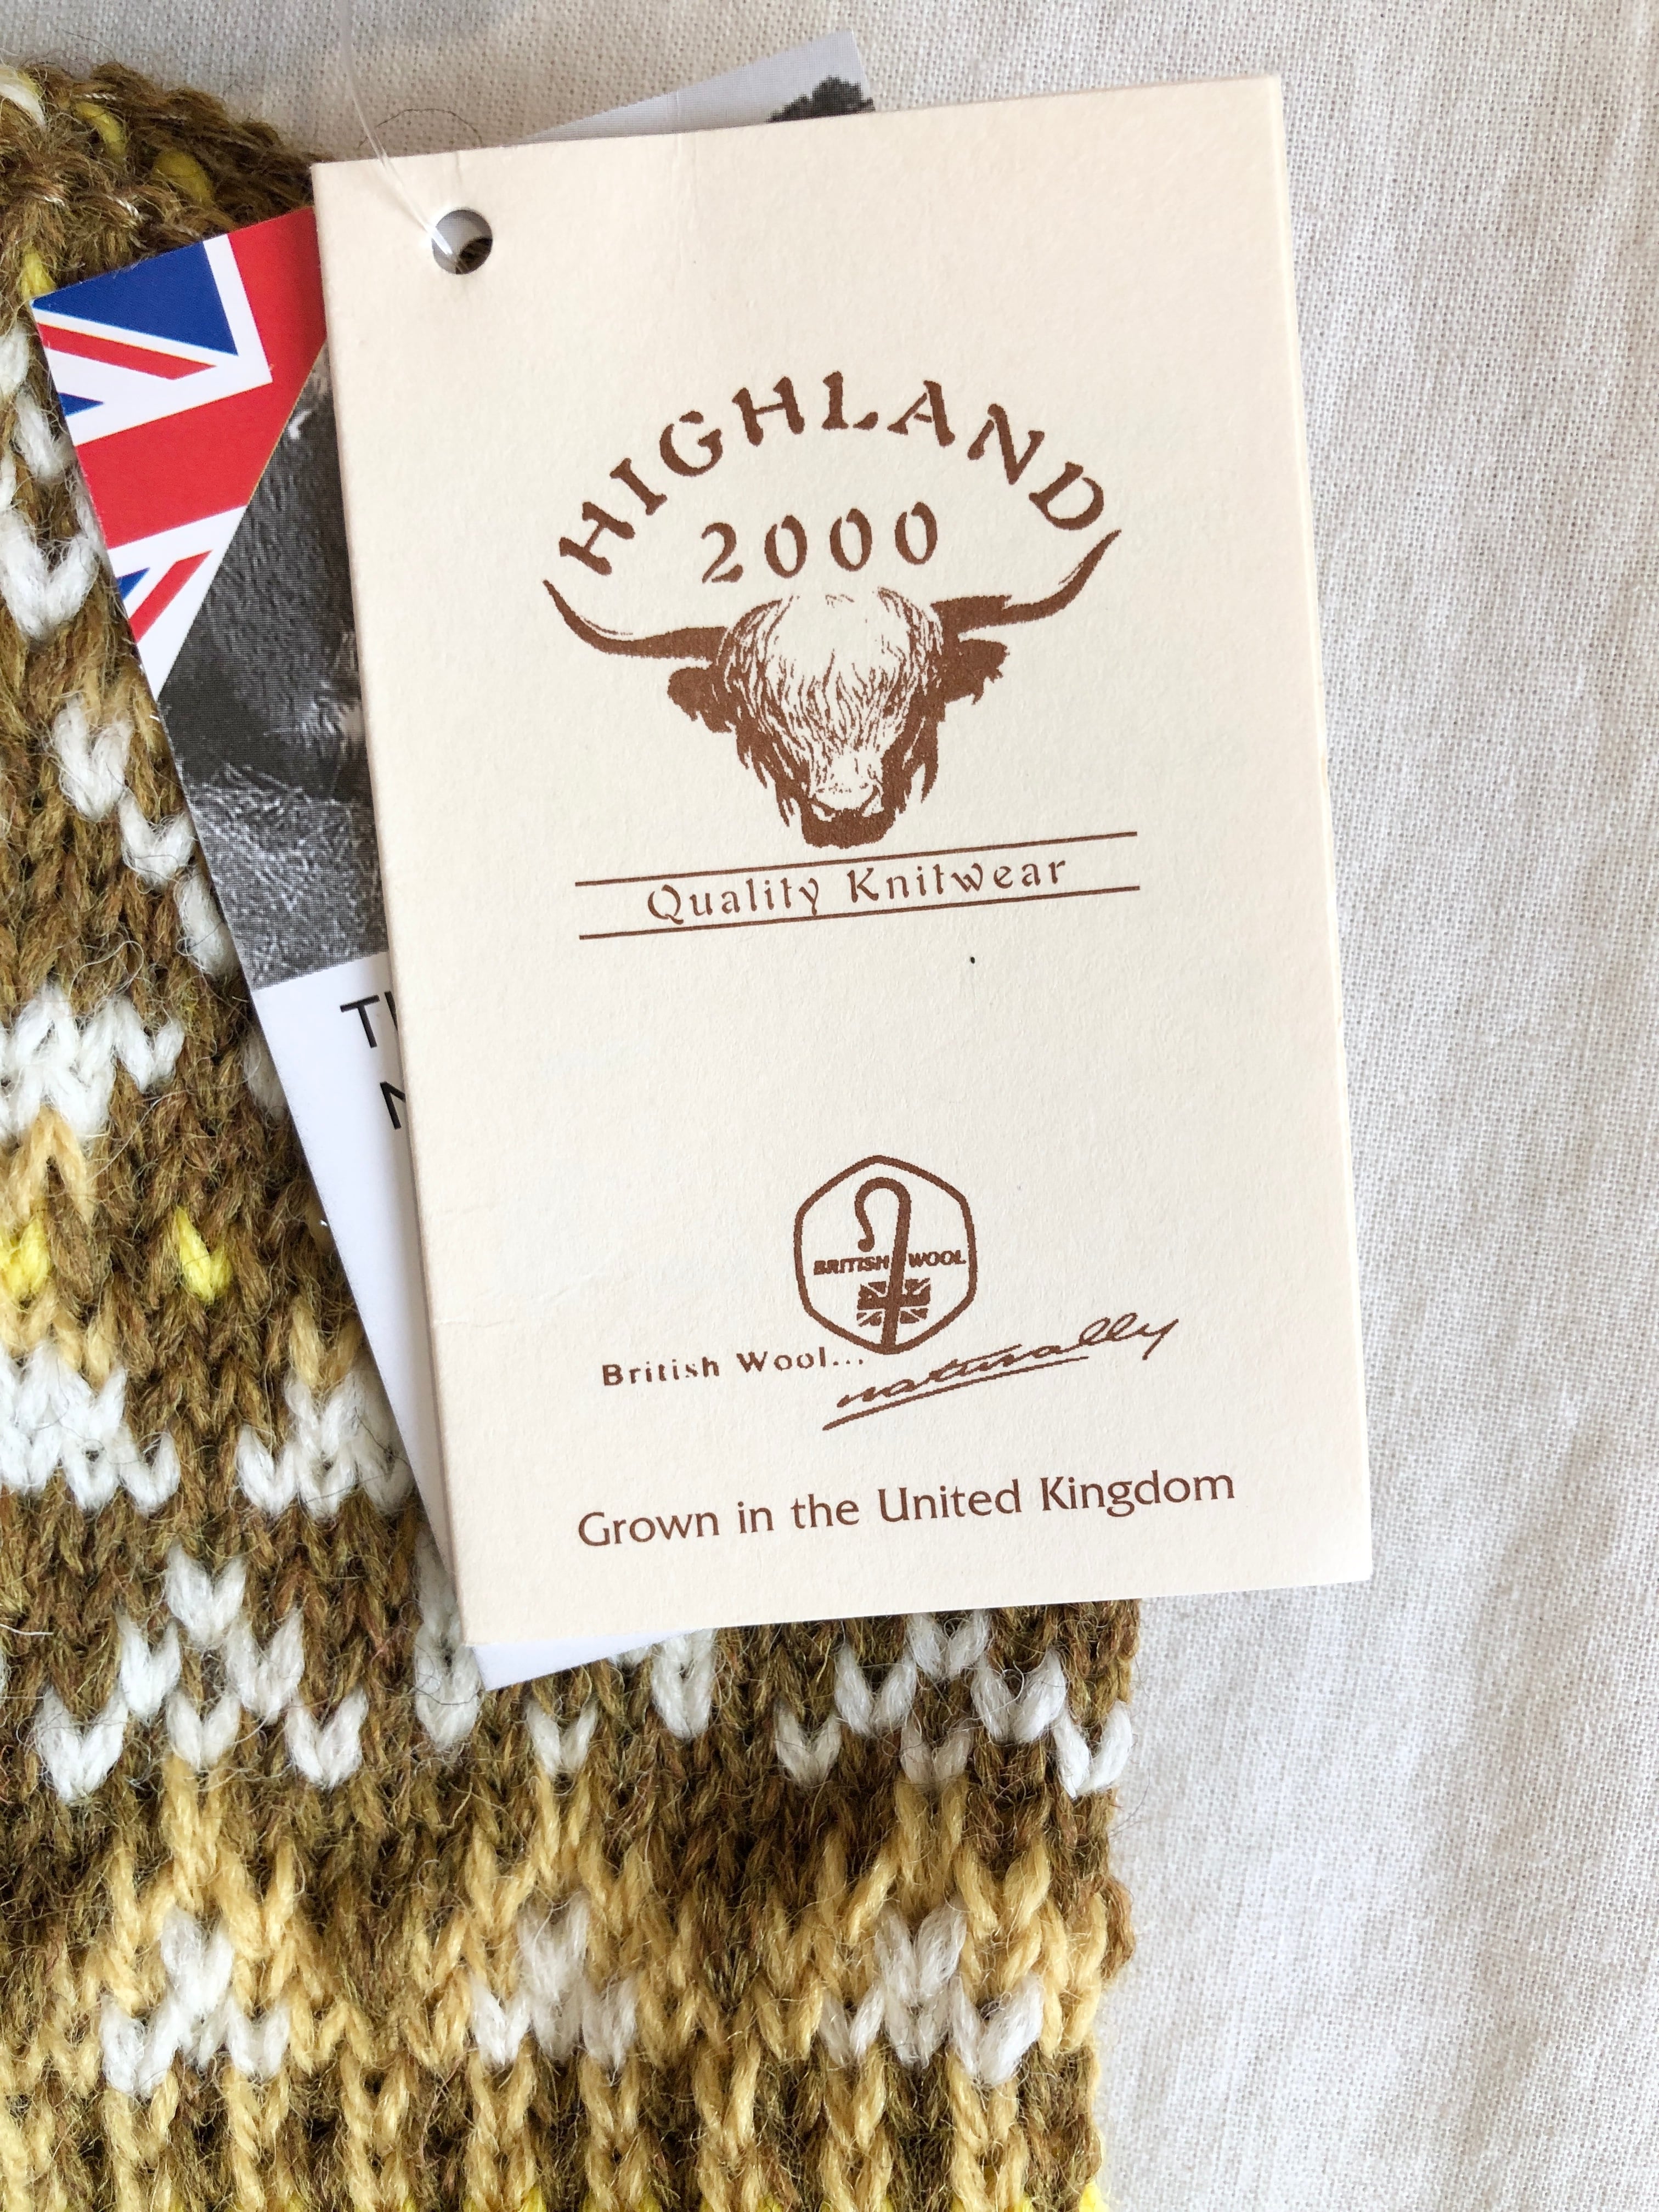 HIGHLAND
2000
Quality Knitwear
BRITISH WOOL
British Wool... naturally
Grown in the United Kingdom